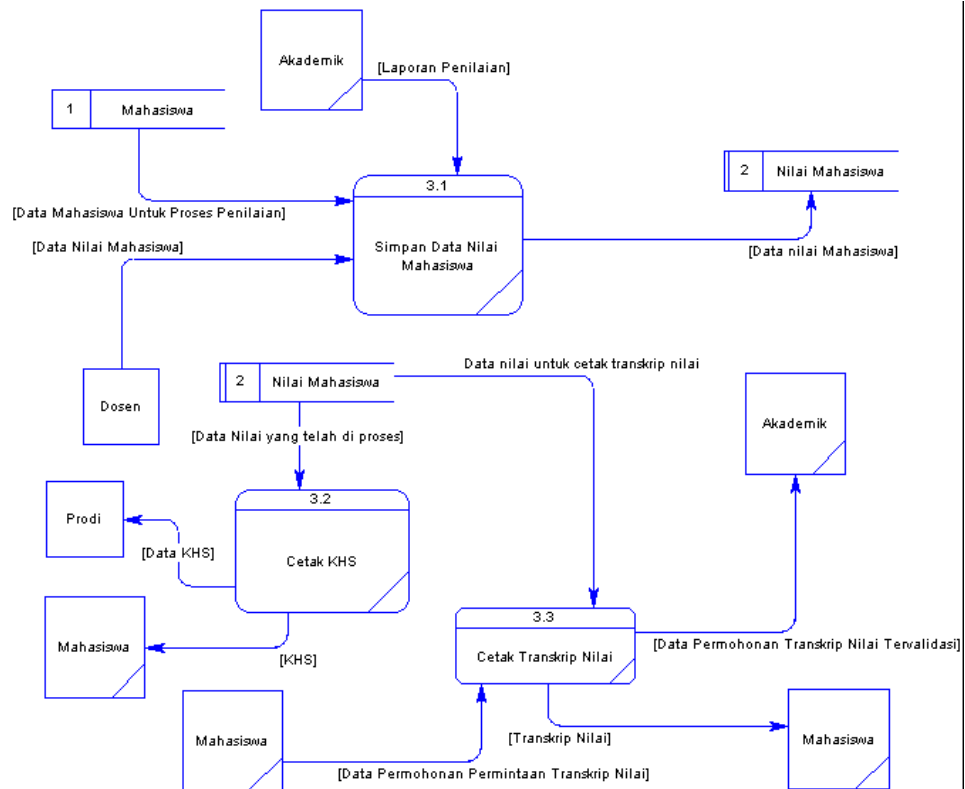 Akademik
[Laporan Penilaian]
1 Mahasiswa
[Data Mahasiswa Untuk Proses Penilaian]
3.1
Simpan Data Nilai
Mahasiswa
2 Nilai Mahasiswa
[Data nilai Mahasiswa]
[Data Nilai Mahasiswa]
Dosen
2 Nilai Mahasiswa
Data nilai untuk cetak transkrip nilai
[Data Nilai yang telah di proses]
Akademik
3.2
Cetak KHS
Prodi
[Data KHS]
Mahasiswa
[KHS]
3.3
Cetak Transkrip Nilai
[Data Permohonan Transkrip Nilai Tervalidasi]
Mahasiswa
[Data Permohonan Permintaan Transkrip Nilai]
[Transkrip Nilai]
Mahasiswa